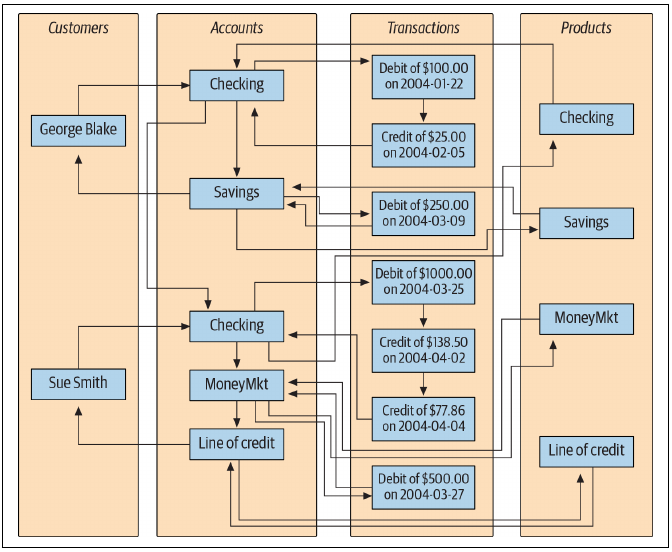 Customers
Accounts
Transactions
Products
George Blake
Sue Smith
Checking
Savings
Checking
MoneyMkt
Line of credit
Debit of $100.00
on 2004-01-22
Credit of $25.00
on 2004-02-05
Debit of $250.00
on 2004-03-09
Debit of $1000.00
on 2004-03-25
Credit of $138.50
on 2004-04-02
Credit of $77.86
on 2004-04-04
Debit of $500.00
on 2004-03-27
Checking
Savings
MoneyMkt
Line of credit